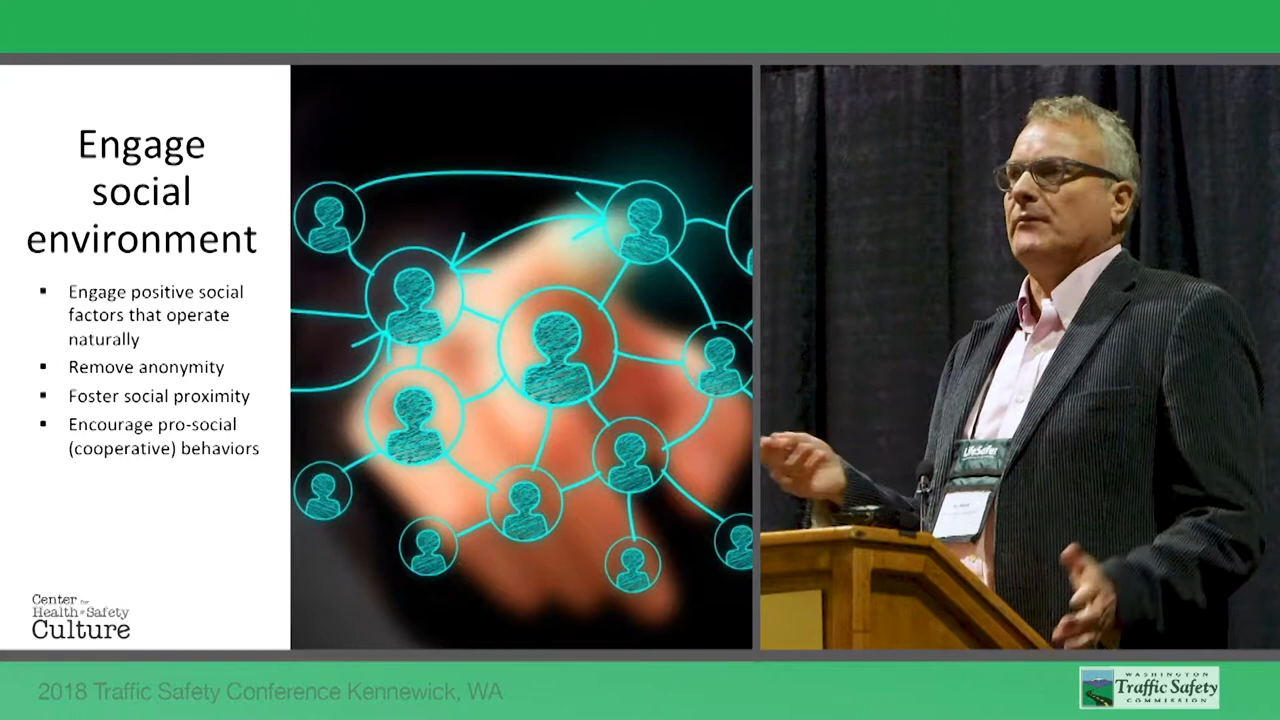 Engage
social
environment
▪ Engage positive social
factors that operate
naturally
▪ Remove anonymity
▪ Foster social proximity
▪ Encourage pro-social
(cooperative) behaviors
Center for
Health & Safety
Culture
LifeSafer
2018 Traffic Safety Conference Kennewick, WA
WASHINGTON
Traffic Safety
COMMISSION